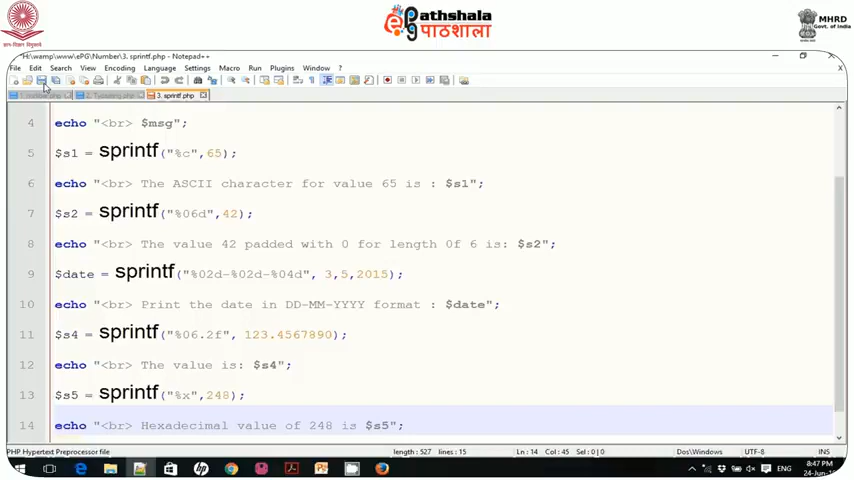 Pathshala
पाठशाला
MHRD
Govt. of India
H:\wamp\www\ePG\Number\3. sprintf.php - Notepad++
File Edit Search View Encoding Language Settings Macro Run Plugins Window ?
3. sprintf.php
4 echo "<br> $msg";
5 $s1 = sprintf("%c",65);
6 echo "<br> The ASCII character for value 65 is : $s1";
7 $s2 = sprintf("%06d",42);
8 echo "<br> The value 42 padded with 0 for length 0f 6 is: $s2";
9 $date = sprintf("%02d-%02d-%04d", 3,5,2015);
10 echo "<br> Print the date in DD-MM-YYYY format : $date";
11 $s4 = sprintf("%06.2f", 123.4567890);
12 echo "<br> The value is: $s4";
13 $s5 = sprintf("%x",248);
14 echo "<br> Hexadecimal value of 248 is $s5";
PHP Hypertext Preprocessor file length : 527 lines : 15 Ln : 14 Col : 45 Sel : 0 | 0 Dos\Windows UTF-8 INS
ENG 8:47 PM